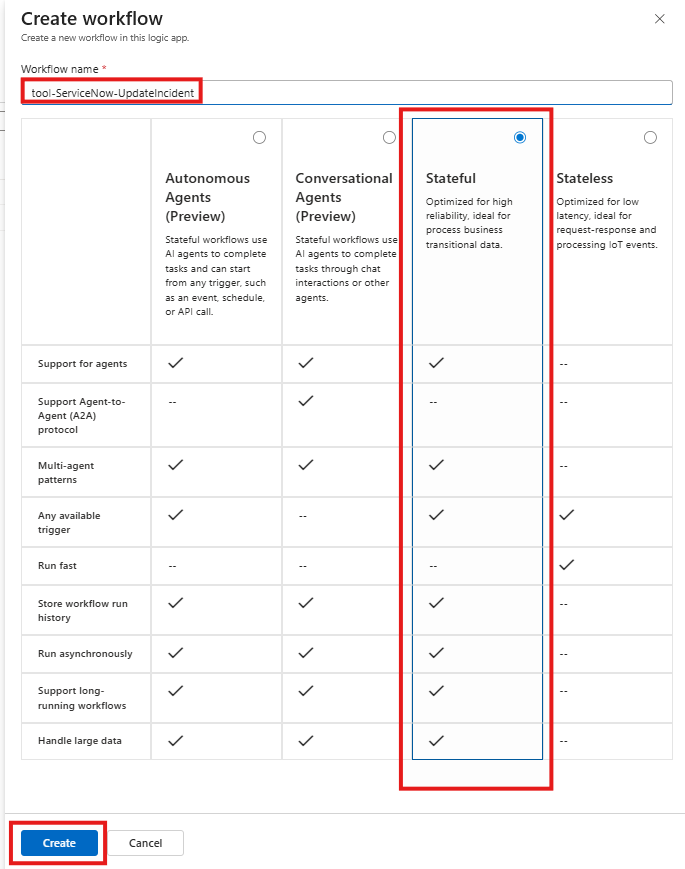 Create workflow
Create a new workflow in this logic app.
Workflow name *
tool-ServiceNow-UpdateIncident
Autonomous
Agents
(Preview)
Stateful workflows use
AI agents to complete
tasks and can start
from any trigger, such
as an event, schedule,
or API call.
Conversational
Agents
(Preview)
Stateful workflows use
AI agents to complete
tasks through chat
interactions or other
agents.
Stateful
Optimized for high
reliability, ideal for
process business
transitional data.
Stateless
Optimized for low
latency, ideal for
request-response and
processing IoT events.
Support for agents ✓ ✓ ✓ --
Support Agent-to-
Agent (A2A)
protocol
-- ✓ -- --
Multi-agent
patterns
✓ ✓ ✓ --
Any available
trigger
✓ -- ✓ ✓
Run fast -- -- -- ✓
Store workflow run
history
✓ ✓ ✓ --
Run asynchronously ✓ ✓ ✓ --
Support long-
running workflows
✓ ✓ ✓ --
Handle large data ✓ ✓ ✓ --
Create
Cancel